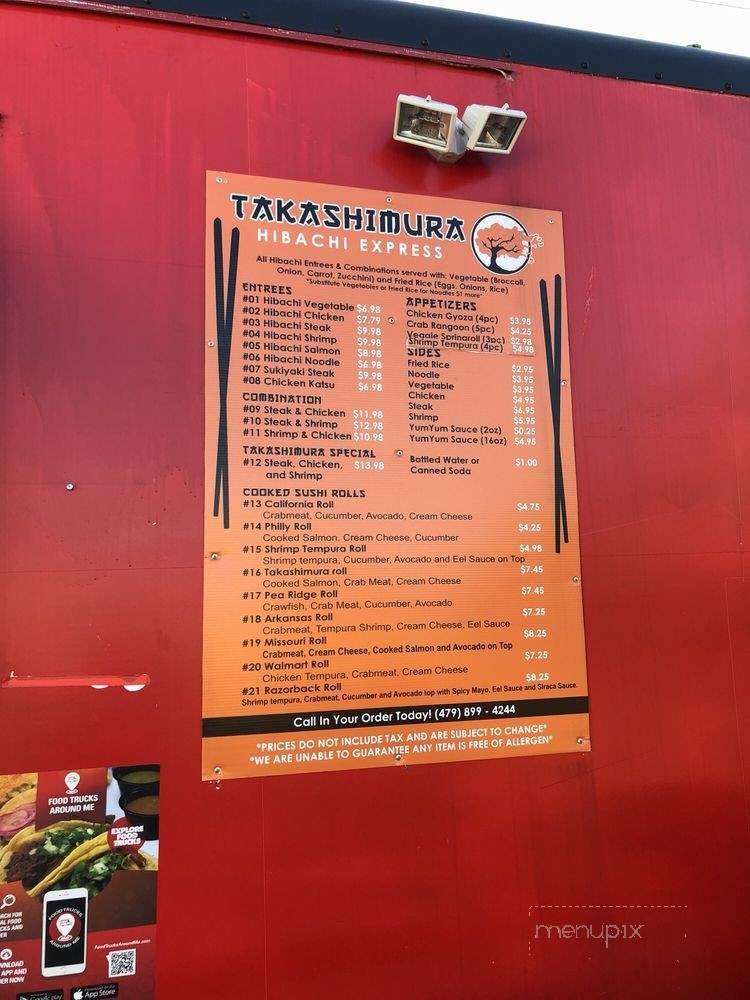 TAKASHIMURA
HIBACHI EXPRESS
All Hibachi Entrees & Combinations served with: Vegetable (Broccoli,
Onion, Carrot, Zucchini) and Fried Rice (Eggs, Onions, Rice)
*Substitute Vegetables or Fried Rice for Noodles $1 more*
ENTREES
#01 Hibachi Vegetable $6.98
#02 Hibachi Chicken $7.79
#03 Hibachi Steak $9.98
#04 Hibachi Shrimp $9.98
#05 Hibachi Salmon $8.98
#06 Hibachi Noodle $6.98
#07 Sukiyaki Steak $9.98
#08 Chicken Katsu $6.98
COMBINATION
#09 Steak & Chicken $11.98
#10 Steak & Shrimp $12.98
#11 Shrimp & Chicken $10.98
TAKASHIMURA SPECIAL
#12 Steak, Chicken, $13.98
and Shrimp
APPETIZERS
Chicken Gyoza (4pc) $3.98
Crab Rangoon (5pc) $4.25
Veggie Springroll (3pc) $2.98
Shrimp Tempura (4pc) $4.98
SIDES
Fried Rice $2.95
Noodle $3.95
Vegetable $3.95
Chicken $4.95
Steak $6.95
Shrimp $5.95
YumYum Sauce (2oz) $0.25
YumYum Sauce (16oz) $4.95
Bottled Water or $1.00
Canned Soda
COOKED SUSHI ROLLS
#13 California Roll $4.75
Crabmeat, Cucumber, Avocado, Cream Cheese
#14 Philly Roll $4.25
Cooked Salmon, Cream Cheese, Cucumber
#15 Shrimp Tempura Roll $4.98
Shrimp tempura, Cucumber, Avocado and Eel Sauce on Top
#16 Takashimura roll $7.45
Cooked Salmon, Crab Meat, Cream Cheese
#17 Pea Ridge Roll $7.45
Crawfish, Crab Meat, Cucumber, Avocado
#18 Arkansas Roll $7.25
Crabmeat, Tempura Shrimp, Cream Cheese, Eel Sauce
#19 Missouri Roll $8.25
Crabmeat, Cream Cheese, Cooked Salmon and Avocado on Top
#20 Walmart Roll $7.25
Chicken Tempura, Crabmeat, Cream Cheese
#21 Razorback Roll $8.25
Shrimp tempura, Crabmeat, Cucumber and Avocado top with Spicy Mayo, Eel Sauce and Siraca Sauce.
Call In Your Order Today! (479) 899 - 4244
*PRICES DO NOT INCLUDE TAX AND ARE SUBJECT TO CHANGE*
*WE ARE UNABLE TO GUARANTEE ANY ITEM IS FREE OF ALLERGEN*
FOOD TRUCKS
AROUND ME
EXPLORE
FOOD
TRUCKS
FOOD TRUCKS
AROUND ME
FoodTrucksAroundMe.com
APP AND
Google play
App Store
menupix